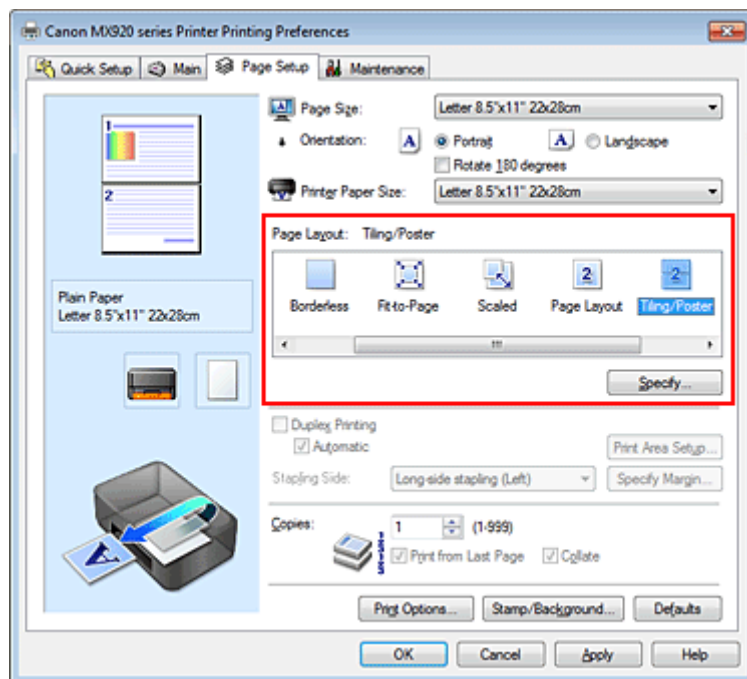 Canon MX920 series Printer Printing Preferences
Quick Setup Main Page Setup Maintenance
Page Size: Letter 8.5"x11" 22x28cm
Orientation: A Portrait A Landscape
Rotate 180 degrees
Printer Paper Size: Letter 8.5"x11" 22x28cm
1
2
Page Layout: Tiling/Poster
2 2
Borderless Fit-to-Page Scaled Page Layout Tiling/Poster
Plain Paper
Letter 8.5"x11" 22x28cm
Specify...
Duplex Printing
Automatic
Print Area Setup...
Stapling Side: Long-side stapling (Left) Specify Margin...
Copies: 1 (1-999)
Print from Last Page Collate
A
Print Options... Stamp/Background... Defaults
OK Cancel Apply Help